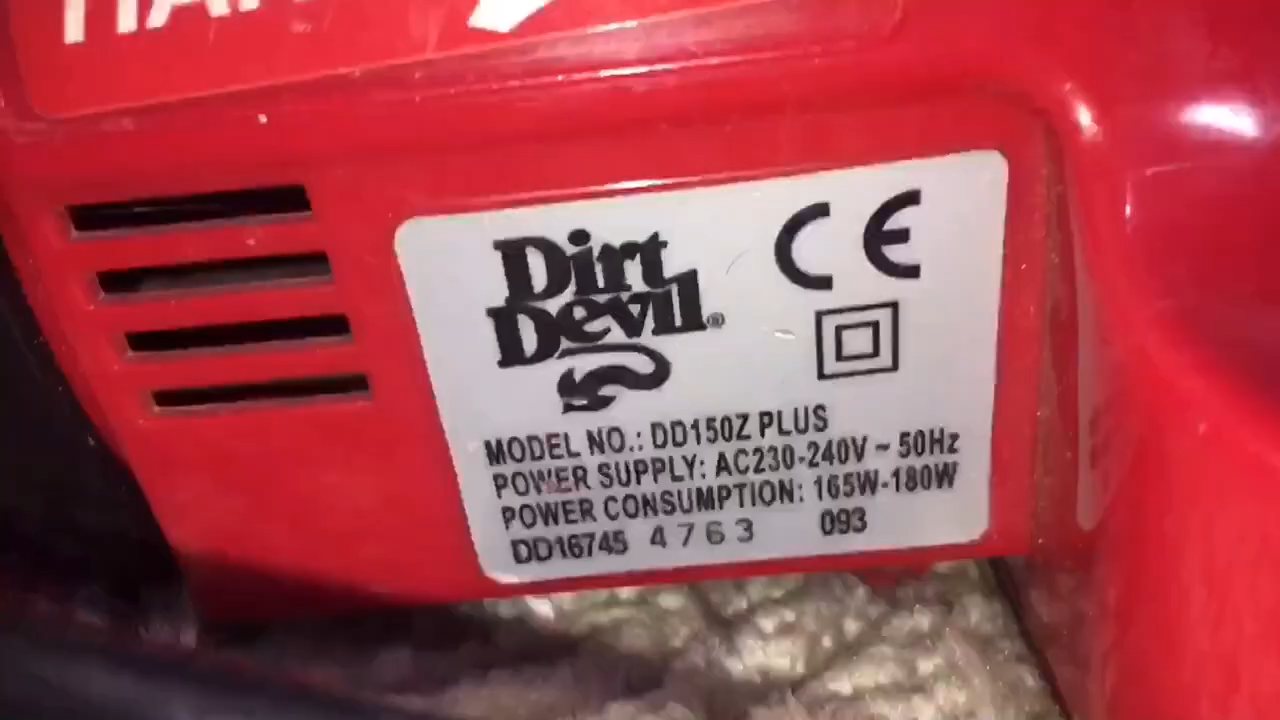 Dirt
Devil®
CE
MODEL NO.: DD150Z PLUS
POWER SUPPLY: AC230-240V ~ 50Hz
POWER CONSUMPTION: 165W-180W
DD16745 4763 093